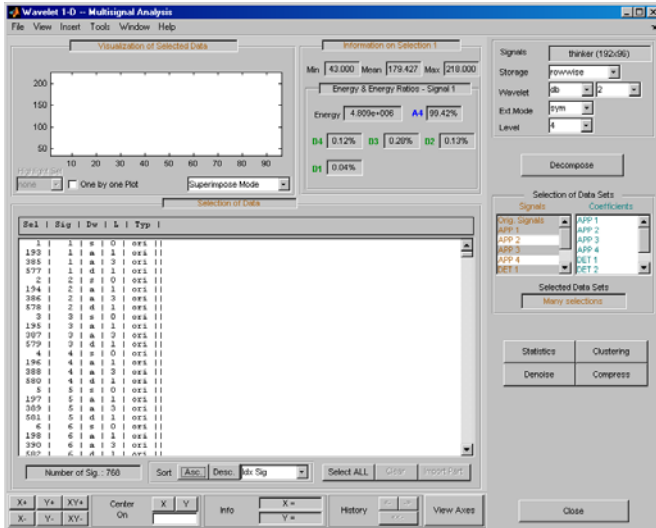 Wavelet 1-D -- Multisignal Analysis
File View Insert Tools Window Help
Visualization of Selected Data
200
150
100
50
10 20 30 40 50 60 70 80 90
Highlight Sel
none
One by one Plot
Superimpose Mode
Information on Selection 1
Min 43.000 Mean 179.427 Max 218.000
Energy & Energy Ratios - Signal 1
Energy 4.809e+006 A4 99.42%
D4 0.12% D3 0.28% D2 0.13%
D1 0.04%
Signals thinker (192x96)
Storage rowwise
Wavelet db 2
Ext.Mode sym
Level 4
Decompose
Selection of Data Sets
Signals Coefficients
Orig. Signals
APP 1
APP 2
APP 3
APP 4
DET 1
APP 1
APP 2
APP 3
APP 4
DET 1
DET 2
Selected Data Sets
Many selections
Statistics Clustering
Denoise Compress
Selection of Data
Sel | Sig | Dw | L | Typ |
1 | 1 | s | 0 | ori ||
193 | 1 | a | 1 | ori ||
385 | 1 | a | 3 | ori ||
577 | 1 | d | 1 | ori ||
2 | 2 | s | 0 | ori ||
194 | 2 | a | 1 | ori ||
386 | 2 | a | 3 | ori ||
578 | 2 | d | 1 | ori ||
3 | 3 | s | 0 | ori ||
195 | 3 | a | 1 | ori ||
387 | 3 | a | 3 | ori ||
579 | 3 | d | 1 | ori ||
4 | 4 | s | 0 | ori ||
196 | 4 | a | 1 | ori ||
388 | 4 | a | 3 | ori ||
580 | 4 | d | 1 | ori ||
5 | 5 | s | 0 | ori ||
197 | 5 | a | 1 | ori ||
389 | 5 | a | 3 | ori ||
581 | 5 | d | 1 | ori ||
6 | 6 | s | 0 | ori ||
198 | 6 | a | 1 | ori ||
390 | 6 | a | 3 | ori ||
582 | 6 | d | 1 | ori ||
Number of Sig.: 768
Sort Asc. Desc. Idx Sig
Select ALL Clear Import Part.
X+ Y+ XY+
X- Y- XY-
Center On
X Y
Info
X =
Y =
History
View Axes
Close